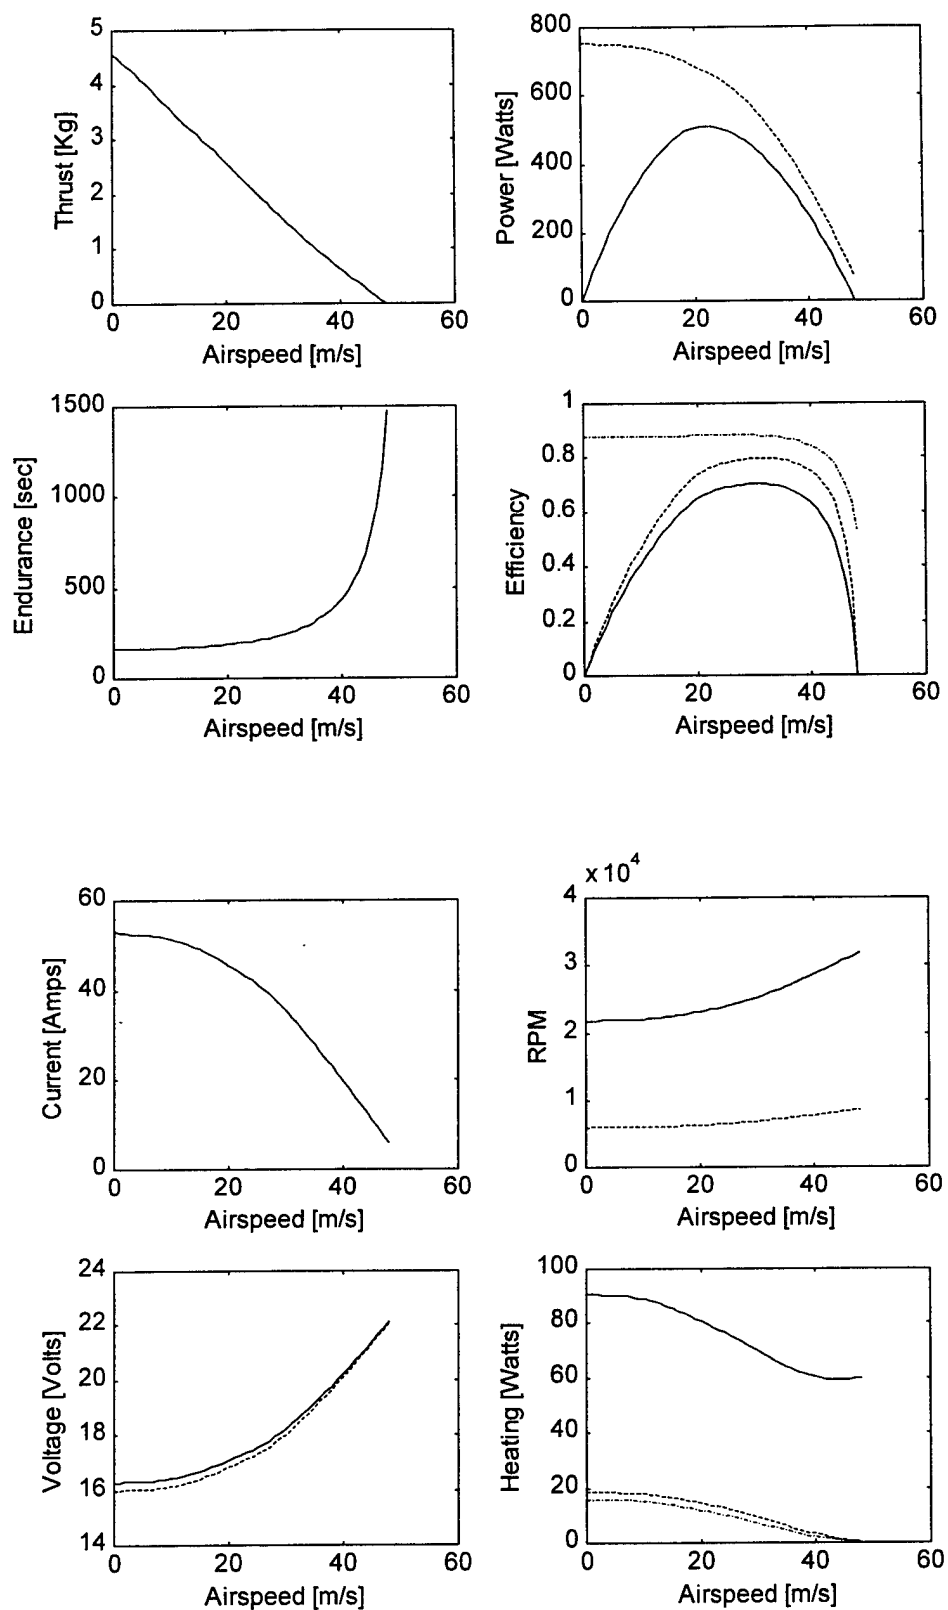 5
4
3
2
1
0
Thrust [Kg]
0 20 40 60
Airspeed [m/s]
800
600
400
200
0
Power [Watts]
0 20 40 60
Airspeed [m/s]
1500
1000
500
0
Endurance [sec]
0 20 40 60
Airspeed [m/s]
1
0.8
0.6
0.4
0.2
0
Efficiency
0 20 40 60
Airspeed [m/s]
60
40
20
0
Current [Amps]
0 20 40 60
Airspeed [m/s]
x 10⁴
4
3
2
1
0
RPM
0 20 40 60
Airspeed [m/s]
24
22
20
18
16
14
Voltage [Volts]
0 20 40 60
Airspeed [m/s]
100
80
60
40
20
0
Heating [Watts]
0 20 40 60
Airspeed [m/s]